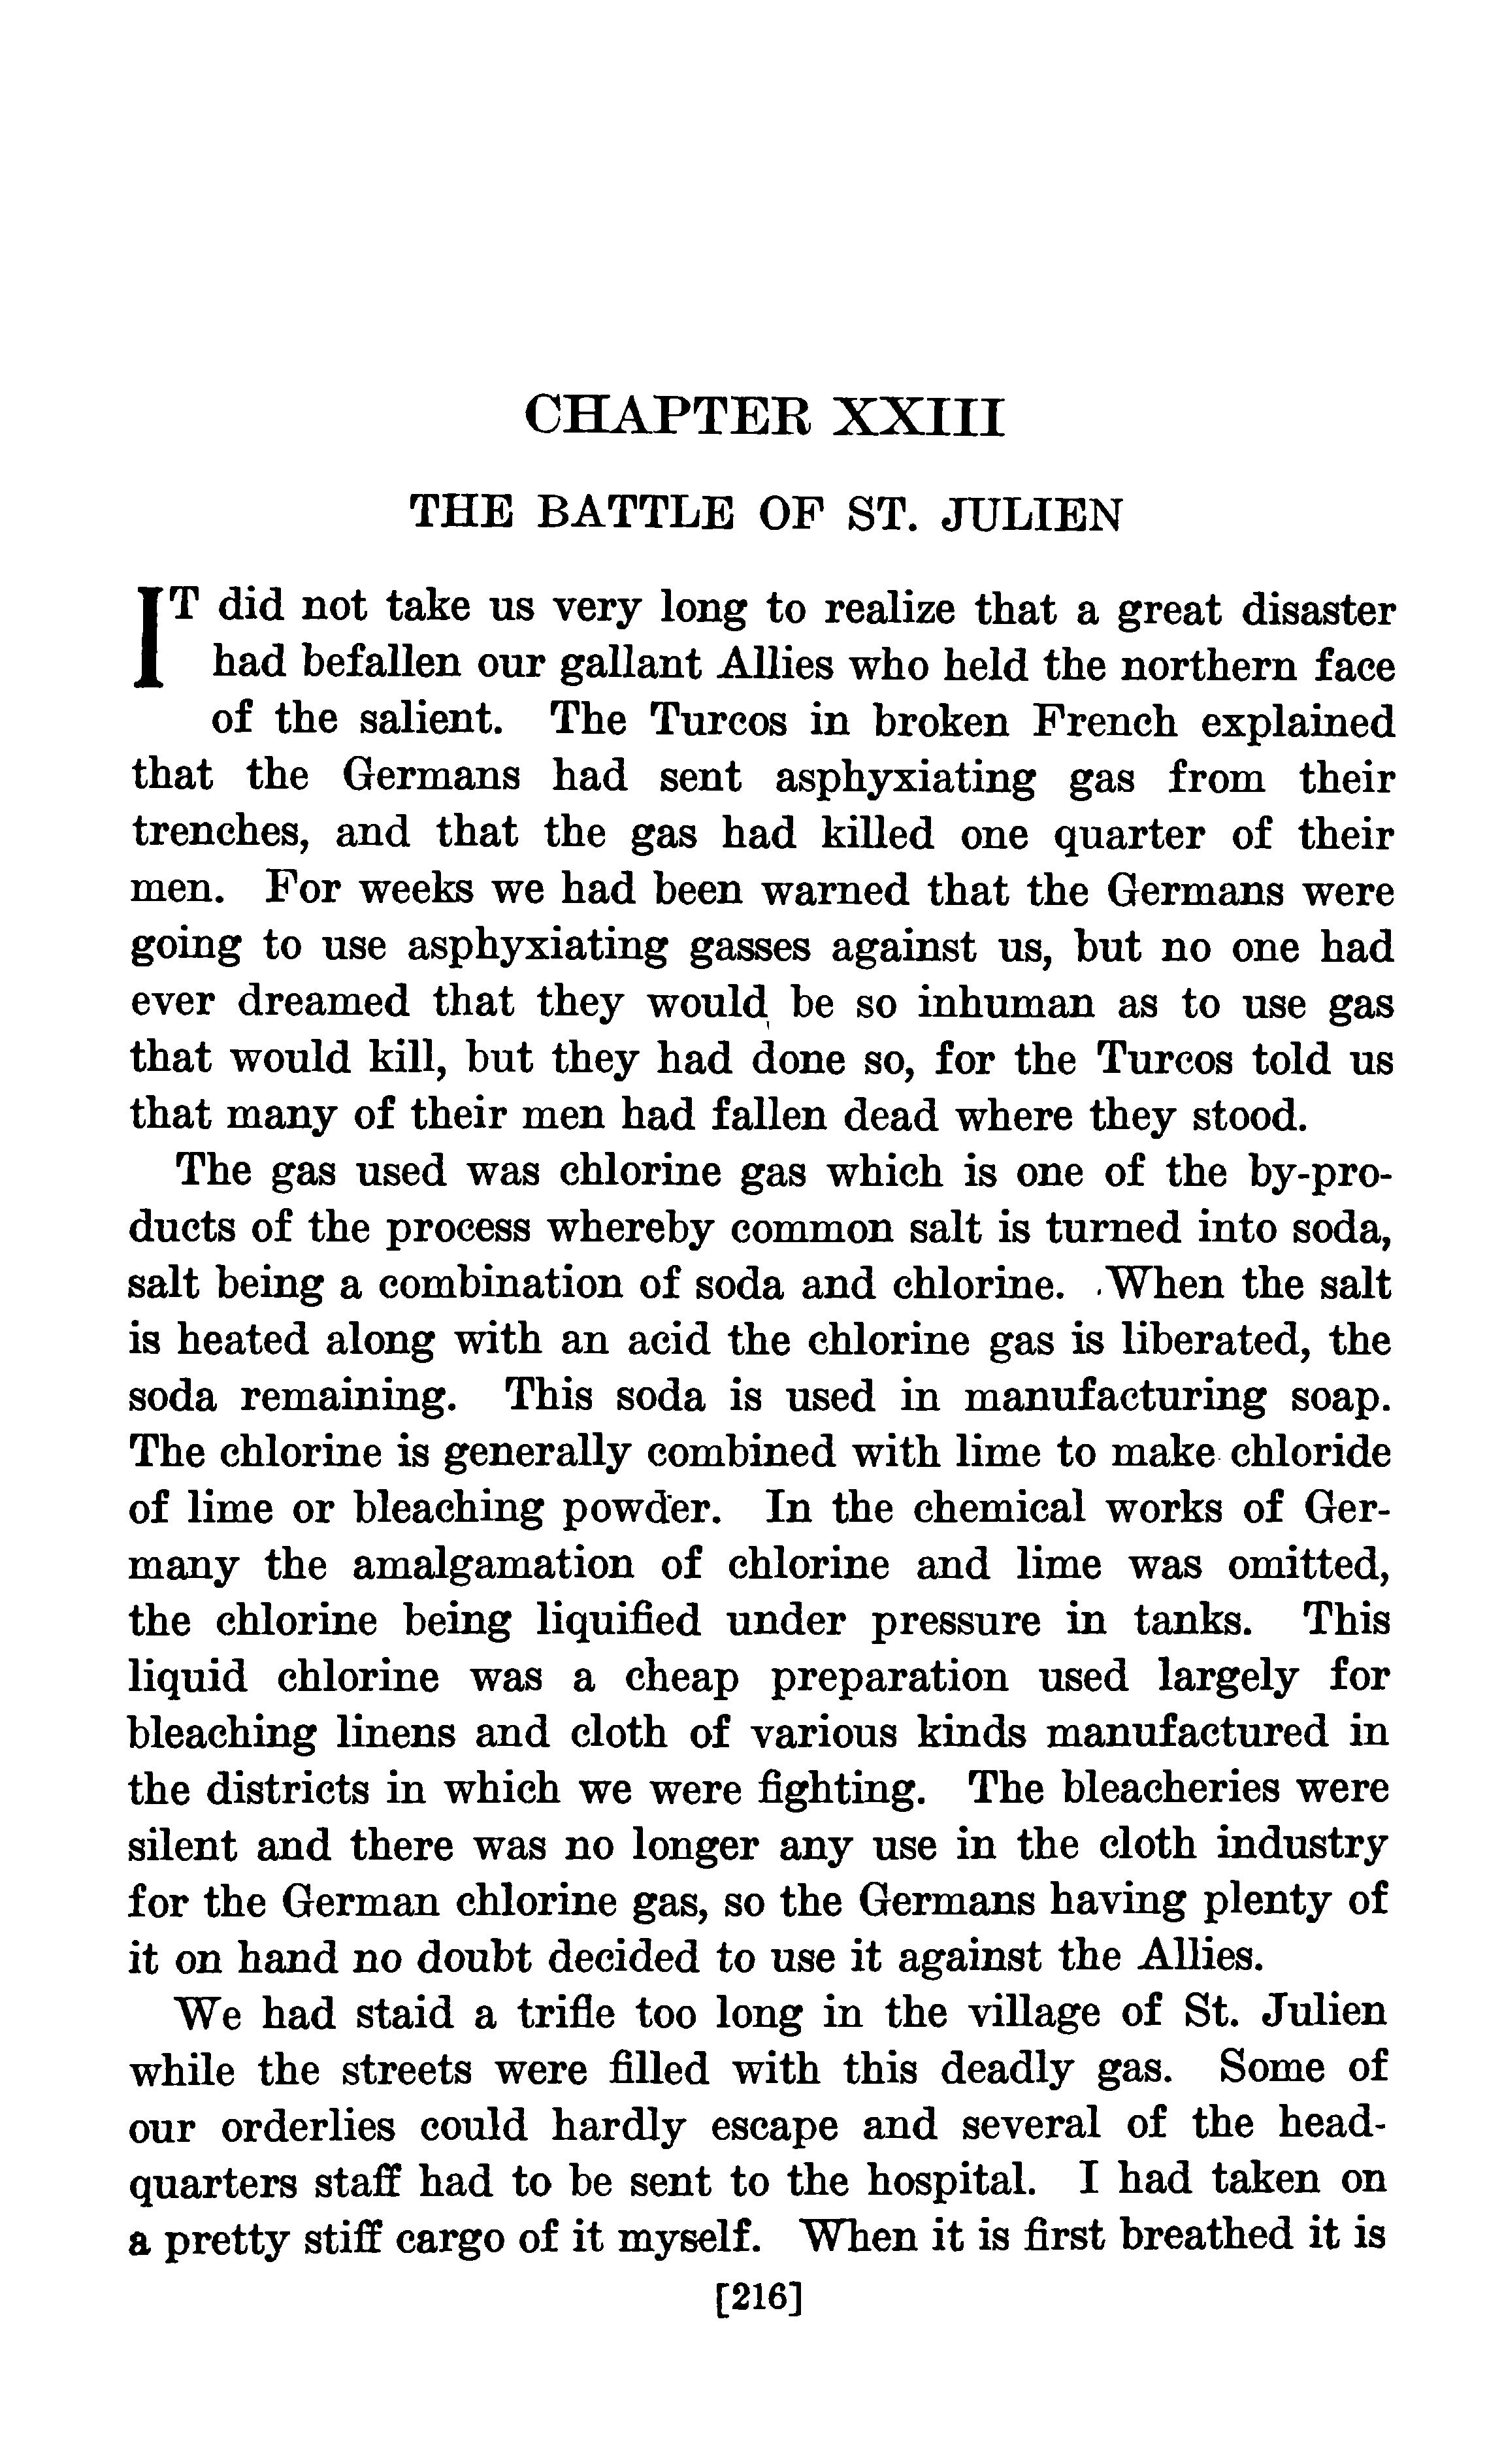 CHAPTER XXIII
THE BATTLE OF ST. JULIEN
IT did not take us very long to realize that a great disaster
had befallen our gallant Allies who held the northern face
of the salient. The Turcos in broken French explained
that the Germans had sent asphyxiating gas from their
trenches, and that the gas had killed one quarter of their
men. For weeks we had been warned that the Germans were
going to use asphyxiating gasses against us, but no one had
ever dreamed that they would be so inhuman as to use gas
that would kill, but they had done so, for the Turcos told us
that many of their men had fallen dead where they stood.
The gas used was chlorine gas which is one of the by-pro-
ducts of the process whereby common salt is turned into soda,
salt being a combination of soda and chlorine. When the salt
is heated along with an acid the chlorine gas is liberated, the
soda remaining. This soda is used in manufacturing soap.
The chlorine is generally combined with lime to make chloride
of lime or bleaching powder. In the chemical works of Ger-
many the amalgamation of chlorine and lime was omitted,
the chlorine being liquified under pressure in tanks. This
liquid chlorine was a cheap preparation used largely for
bleaching linens and cloth of various kinds manufactured in
the districts in which we were fighting. The bleacheries were
silent and there was no longer any use in the cloth industry
for the German chlorine gas, so the Germans having plenty of
it on hand no doubt decided to use it against the Allies.
We had staid a trifle too long in the village of St. Julien
while the streets were filled with this deadly gas. Some of
our orderlies could hardly escape and several of the head-
quarters staff had to be sent to the hospital. I had taken on
a pretty stiff cargo of it myself. When it is first breathed it is
[216]